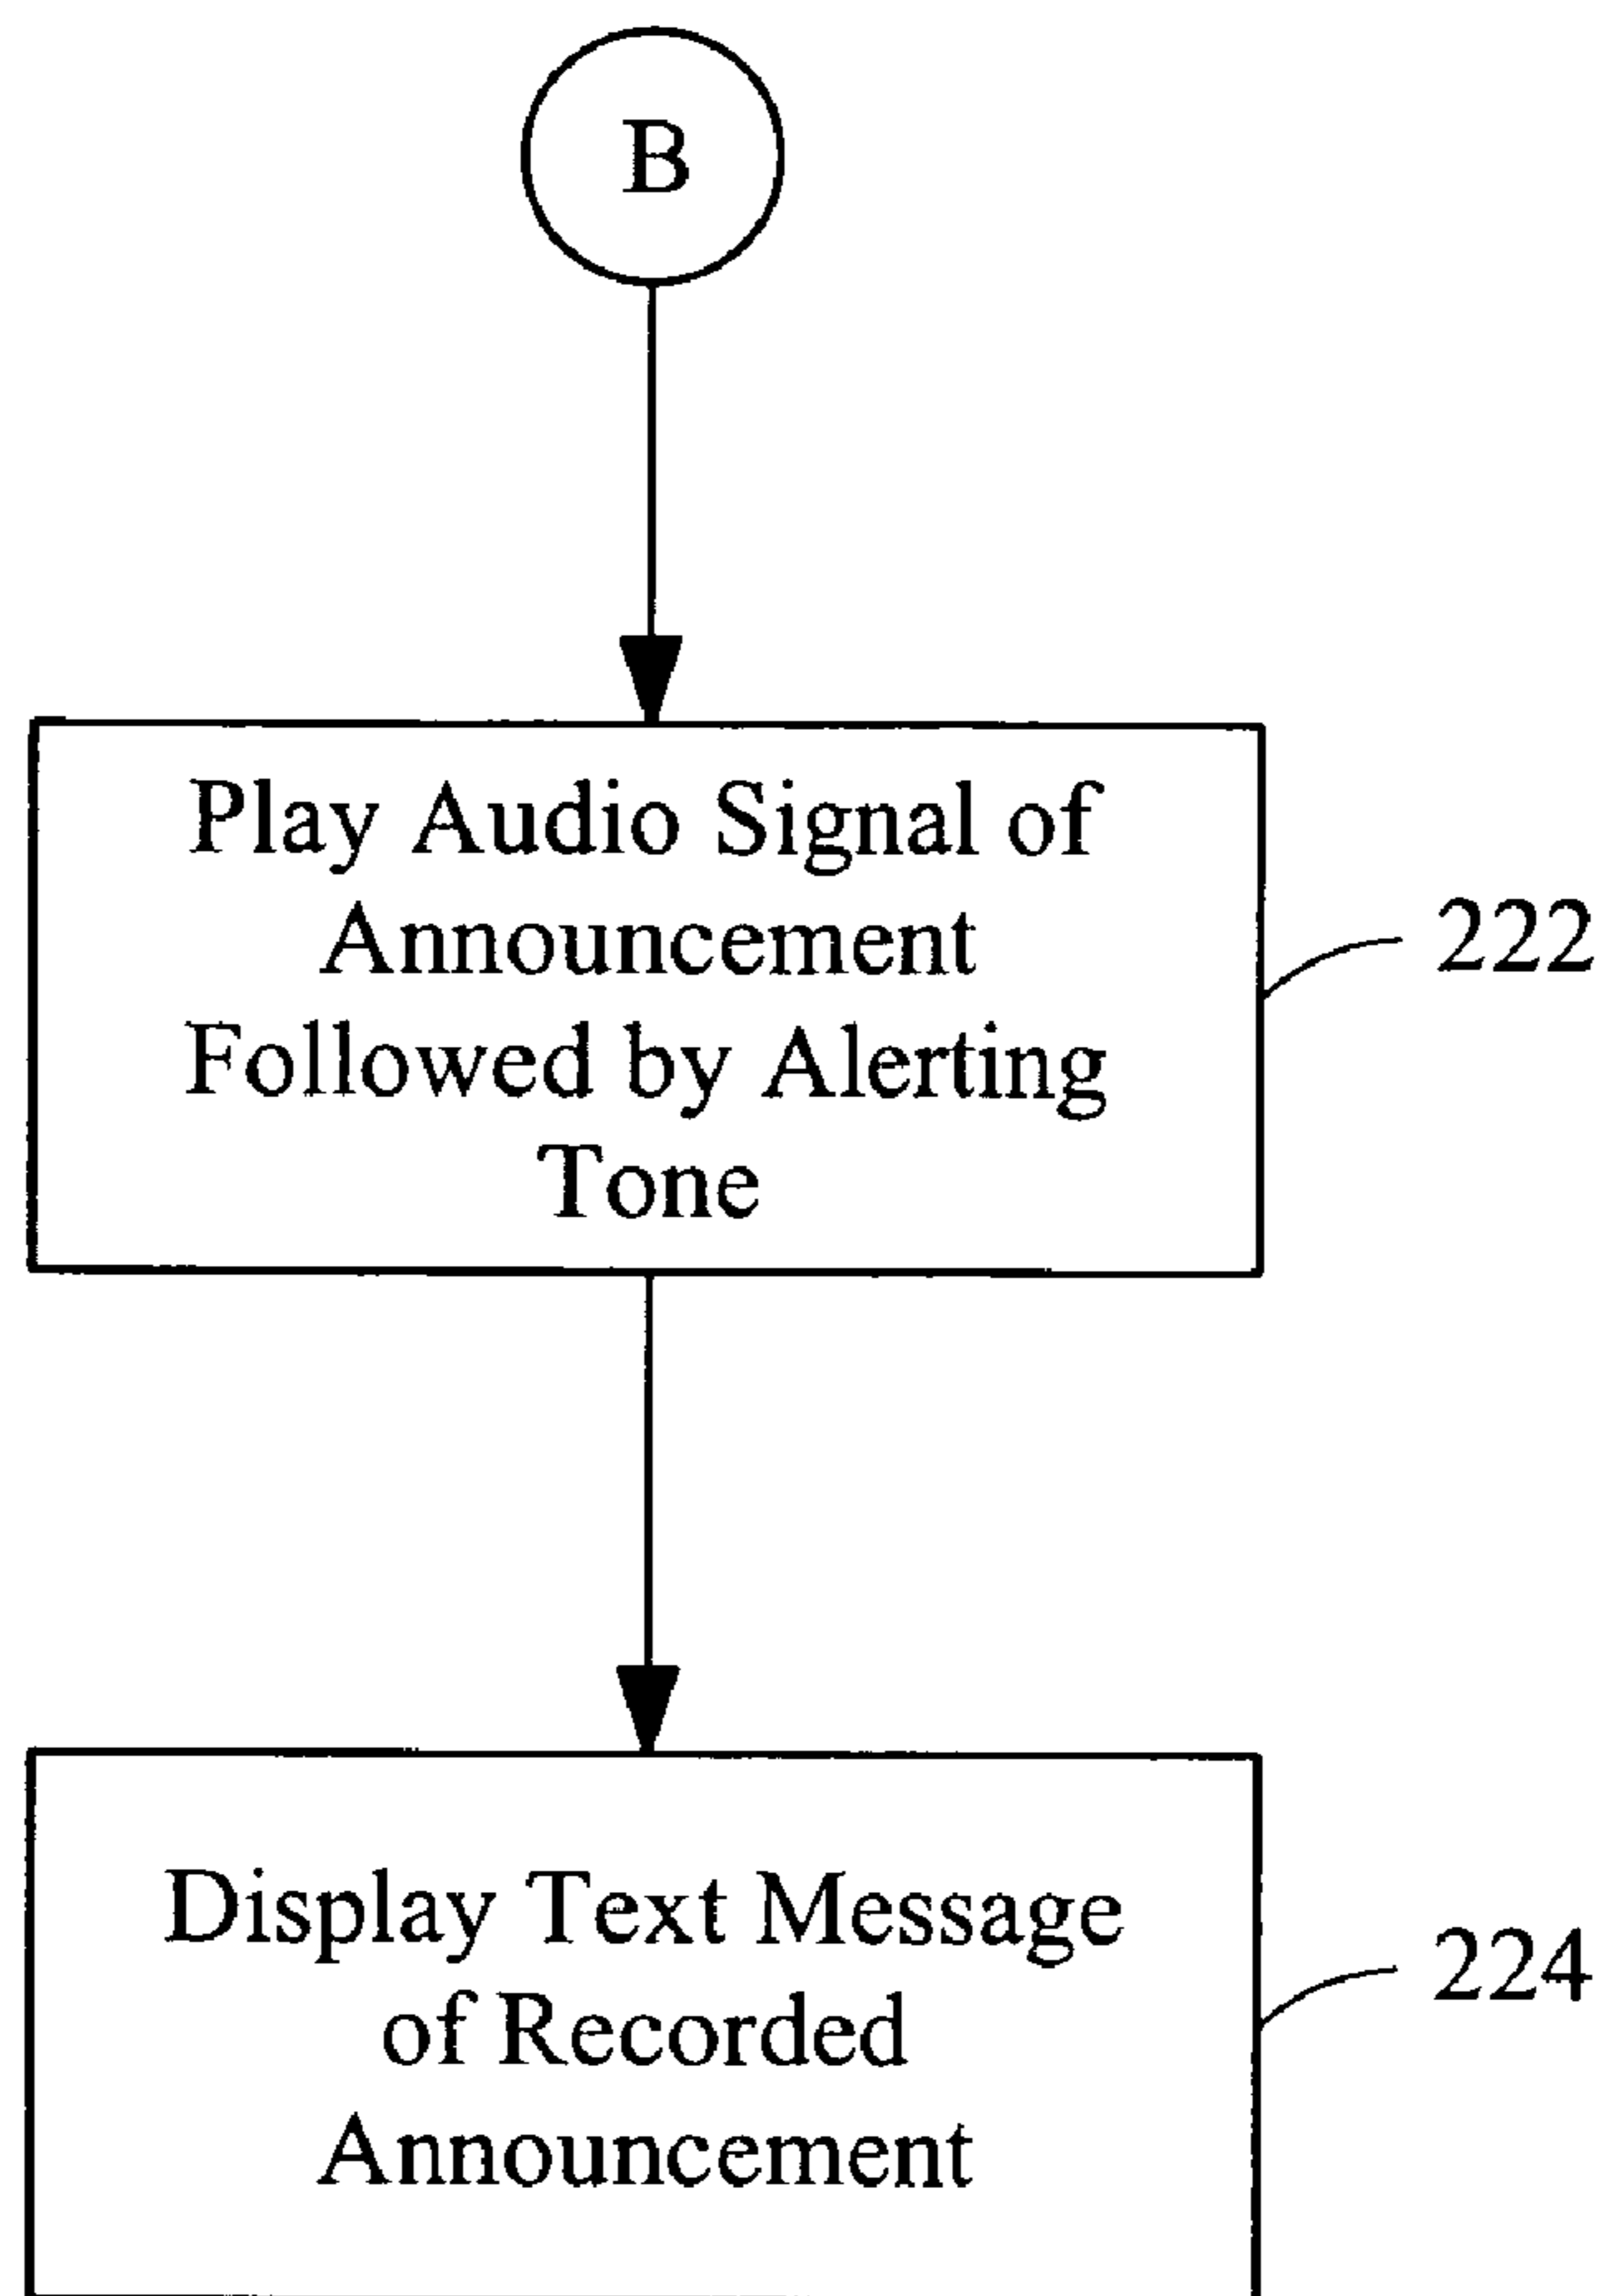 B
Play Audio Signal of
Announcement
Followed by Alerting
Tone
222
Display Text Message
of Recorded
Announcement
224